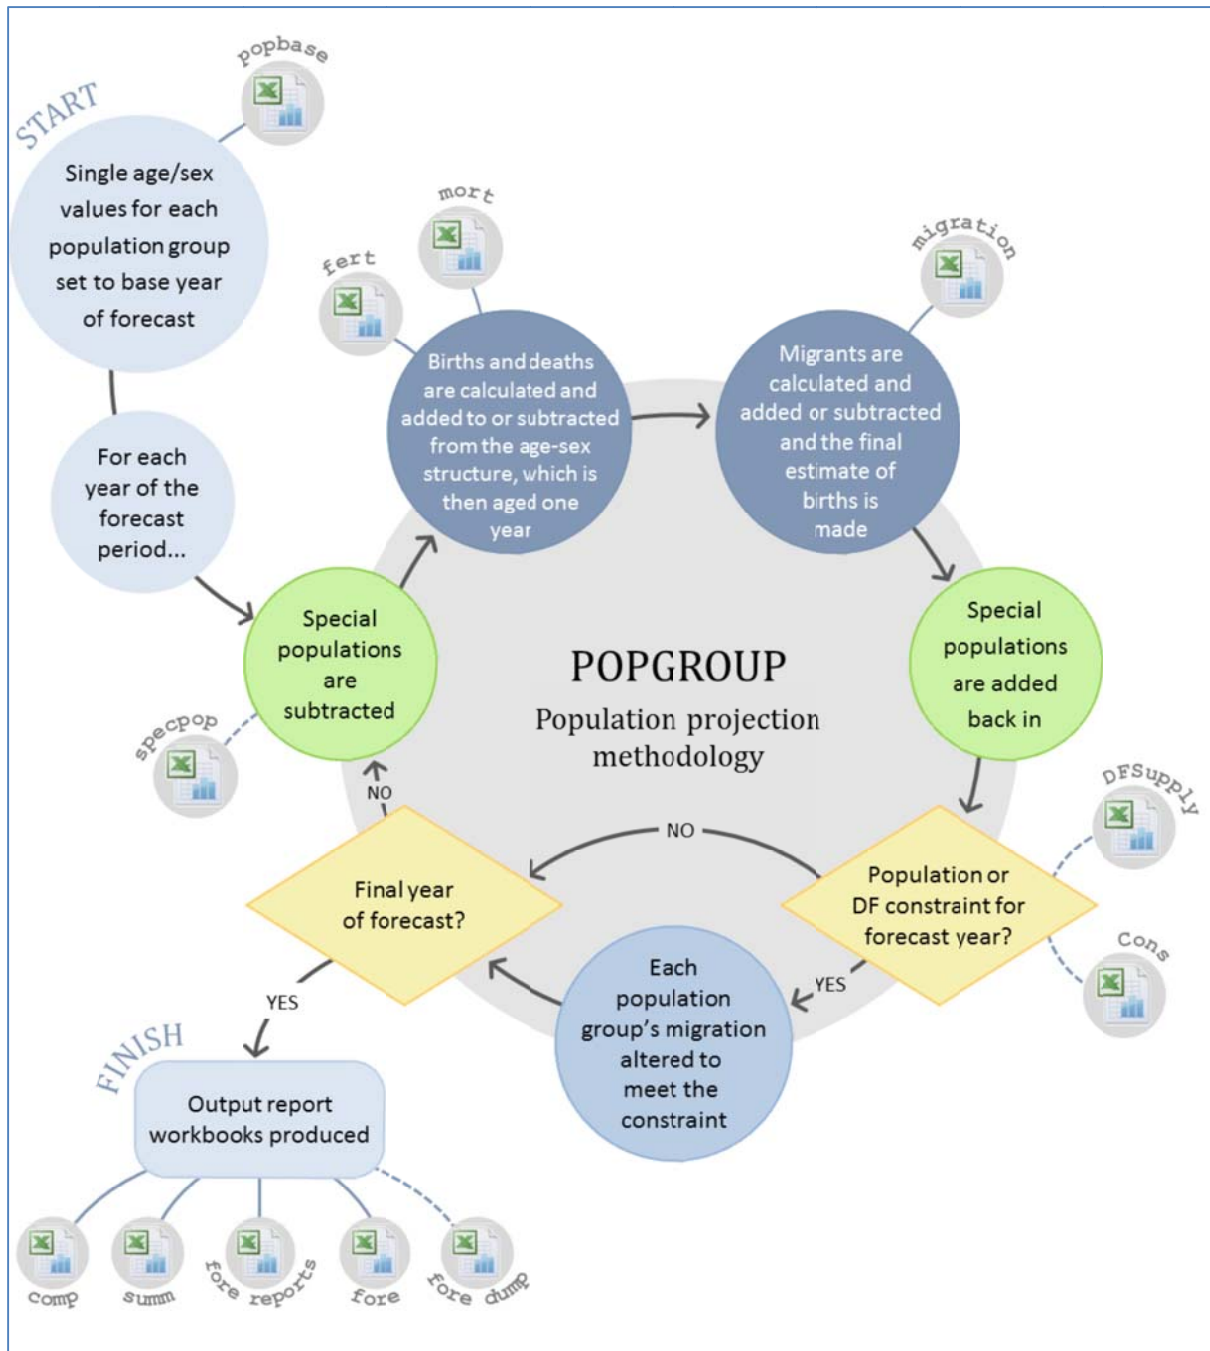 popbase
START
Single age/sex
values for each
population group
set to base year
of forecast
mort
fert
migration
For each
year of the
forecast
period...
Births and deaths
are calculated and
added to or subtracted
from the age-sex
structure, which is
then aged one
year
Migrants are
calculated and
added or subtracted
and the final
estimate of
births is
made
Special
populations
are
subtracted
specpop
POPGROUP
Population projection
methodology
Special
populations
are added
back in
DFSupply
Cons
NO
NO
Final year
of forecast?
Population or
DF constraint for
forecast year?
YES
YES
Each
population
group's migration
altered to
meet the
constraint
FINISH
Output report
workbooks produced
comp
summ
fore reports
fore
fore dump